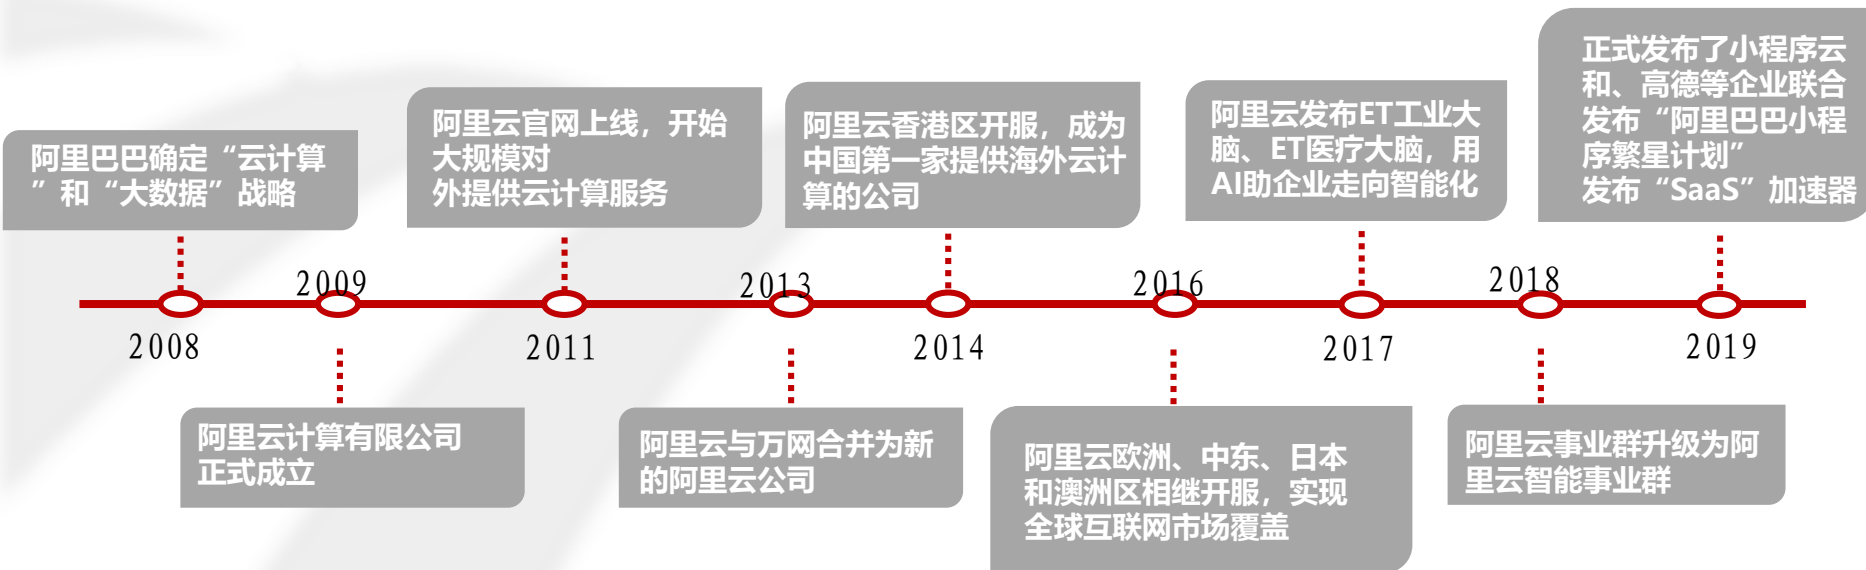 阿里巴巴确定“云计算
”和“大数据”战略
2008
2009
阿里云计算有限公司
正式成立
阿里云官网上线，开始
大规模对
外提供云计算服务
2011
2013
阿里云与万网合并为新
的阿里云公司
阿里云香港区开服，成为
中国第一家提供海外云计
算的公司
2014
2016
阿里云欧洲、中东、日本
和澳洲区相继开服，实现
全球互联网市场覆盖
阿里云发布ET工业大
脑、ET医疗大脑，用
AI助企业走向智能化
2017
2018
阿里云事业群升级为阿
里云智能事业群
正式发布了小程序云
和、高德等企业联合
发布“阿里巴巴小程
序繁星计划”
发布“SaaS”加速器
2019